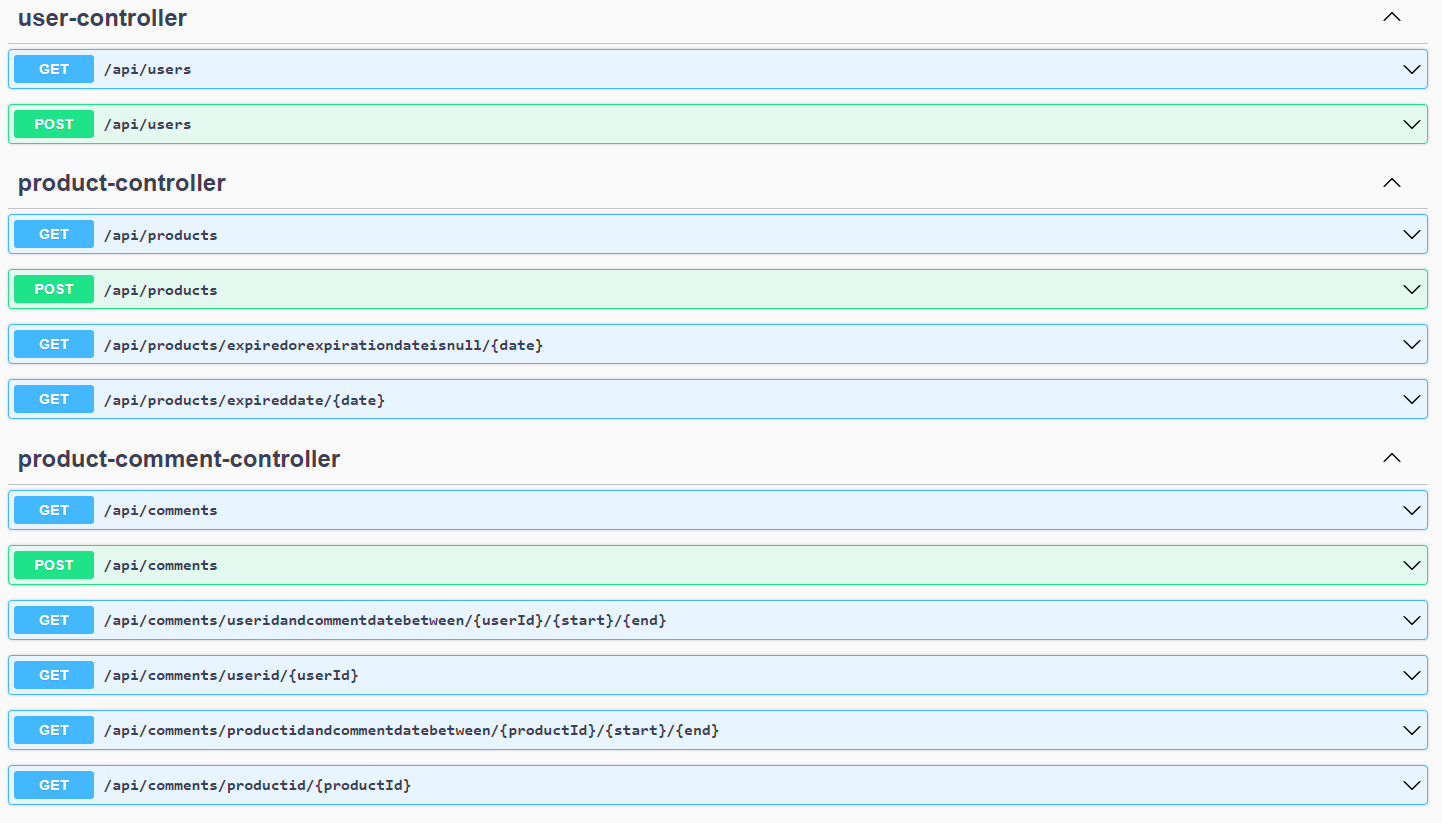 user-controller
GET /api/users
POST /api/users
product-controller
GET /api/products
POST /api/products
GET /api/products/expiredorexpirationdateisnull/{date}
GET /api/products/expireddate/{date}
product-comment-controller
GET /api/comments
POST /api/comments
GET /api/comments/useridandcommentdatebetween/{userId}/{start}/{end}
GET /api/comments/userid/{userId}
GET /api/comments/productidandcommentdatebetween/{productId}/{start}/{end}
GET /api/comments/productid/{productId}